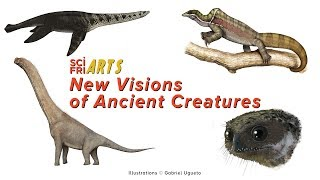 SCI
FRI ARTS
New Visions
of Ancient Creatures
Illustrations © Gabriel Ugueto